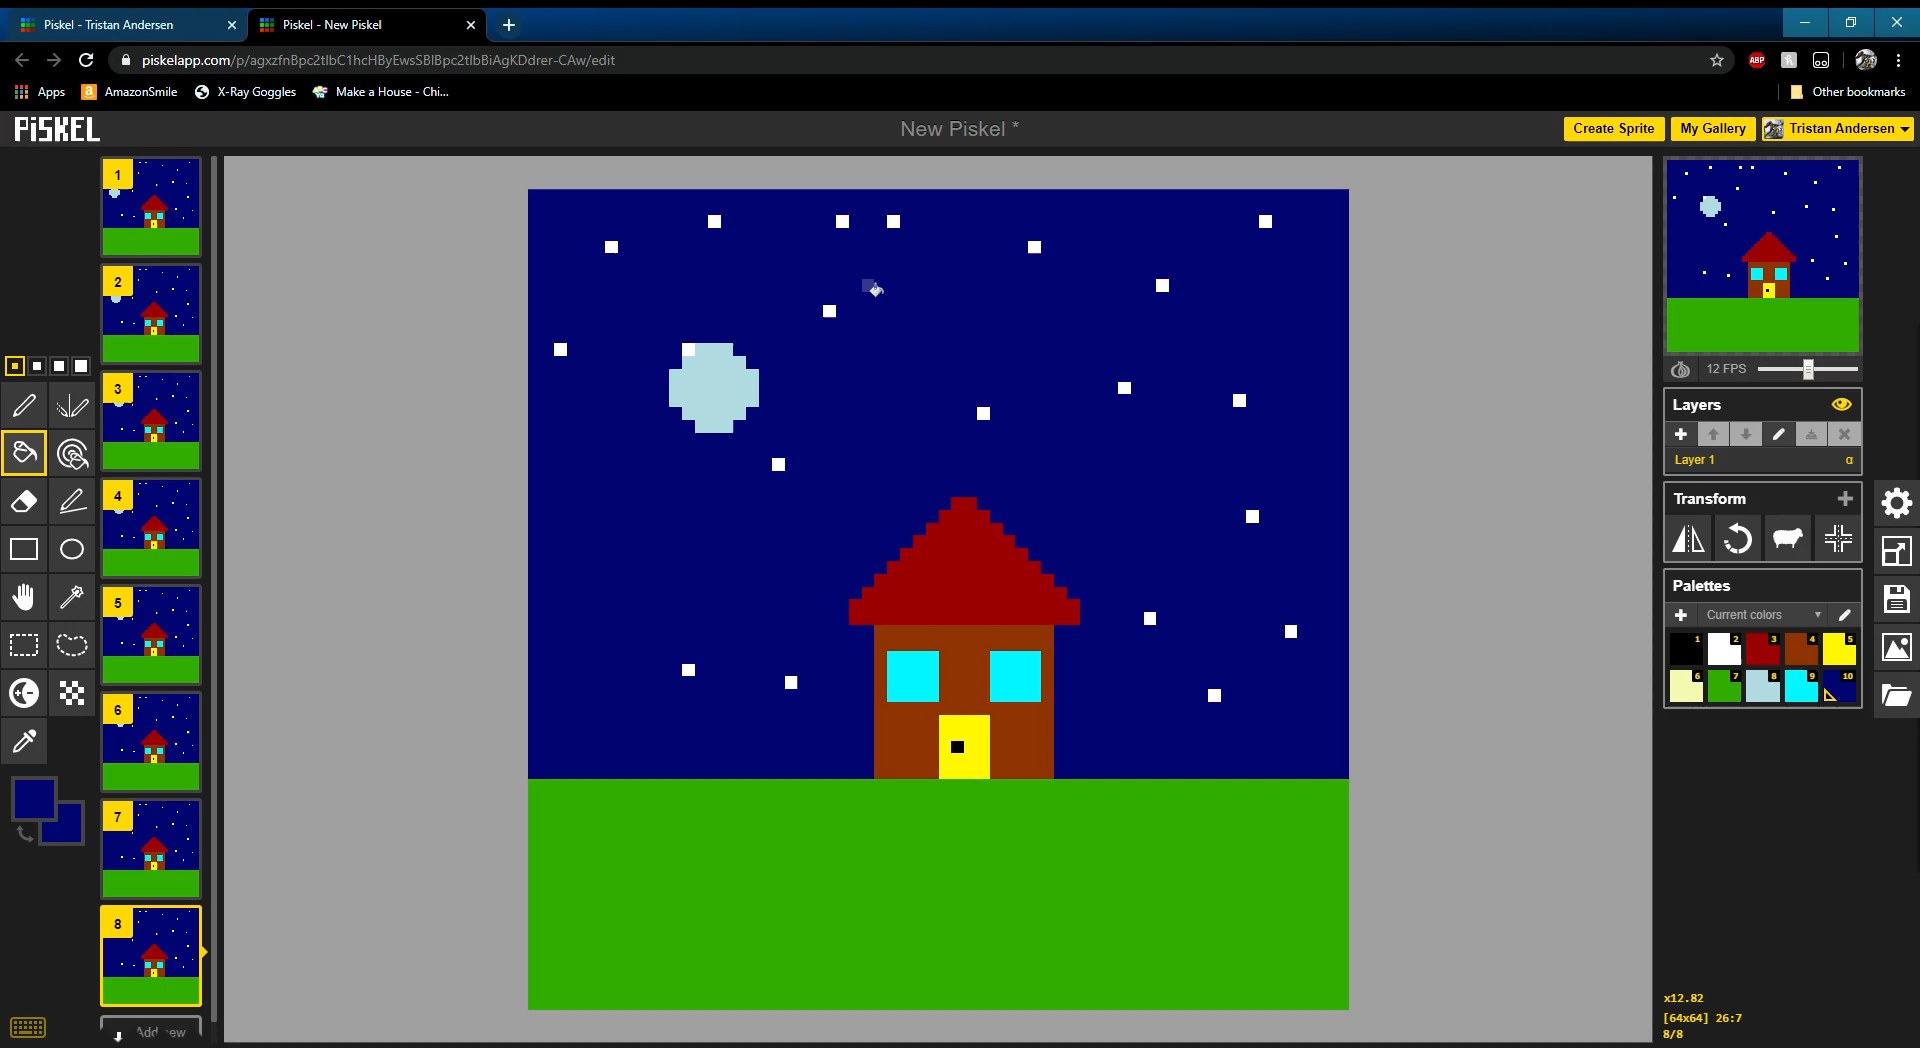 Piskel - Tristan Andersen
Piskel - New Piskel
piskelapp.com/p/agxzfnBpc2tlbC1hcHByEwsSBlBpc2tlbBiAgKDdrer-CAw/edit
ABP
Apps
AmazonSmile
X-Ray Goggles
Make a House - Chi...
Other bookmarks
PiSKEL
New Piskel *
Create Sprite
My Gallery
Tristan Andersen
1
2
3
4
5
6
7
8
Add new
12 FPS
Layers
Layer 1
α
Transform
Palettes
Current colors
1 2 3 4 5
6 7 8 9 10
x12.82
[64x64] 26:7
8/8